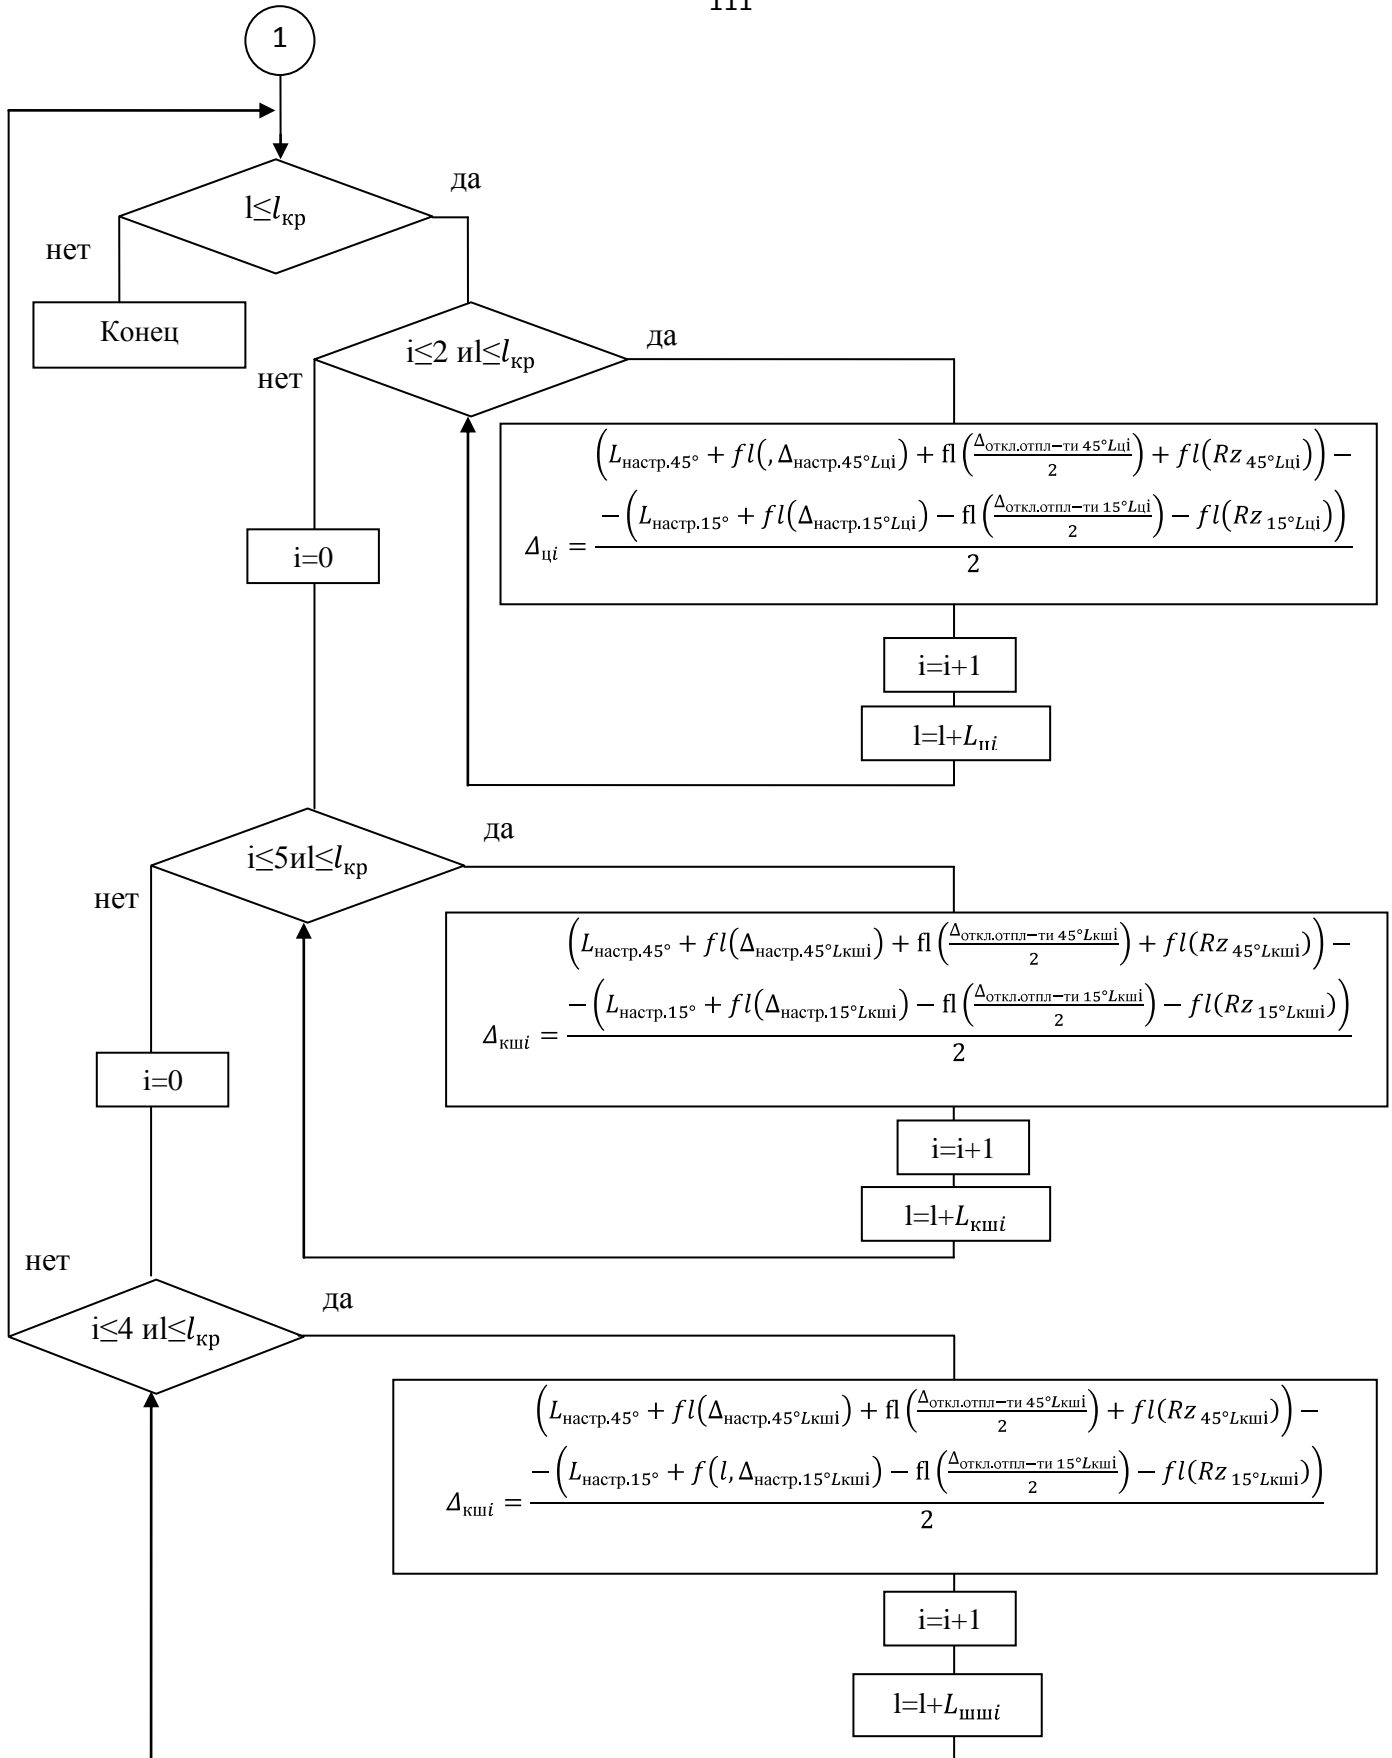 111
1
l≤l_кр
да
нет
Конец
i≤2 иl≤l_кр
да
нет
(L_настр.45° + fl(, Δ_настр.45°Lцi) + fl(Δ_откл.отпл−ти 45°Lцi / 2) + fl(Rz_45°Lцi)) −
− (L_настр.15° + fl(Δ_настр.15°Lцi) − fl(Δ_откл.отпл−ти 15°Lцi / 2) − fl(Rz_15°Lцi))
Δ_цi =
2
i=0
i=i+1
l=l+L_цi
i≤5иl≤l_кр
да
нет
(L_настр.45° + fl(Δ_настр.45°Lкшi) + fl(Δ_откл.отпл−ти 45°Lкшi / 2) + fl(Rz_45°Lкшi)) −
− (L_настр.15° + fl(Δ_настр.15°Lкшi) − fl(Δ_откл.отпл−ти 15°Lкшi / 2) − fl(Rz_15°Lкшi))
Δ_кшi =
2
i=0
i=i+1
l=l+L_кшi
i≤4 иl≤l_кр
нет
да
(L_настр.45° + fl(Δ_настр.45°Lкшi) + fl(Δ_откл.отпл−ти 45°Lкшi / 2) + fl(Rz_45°Lкшi)) −
− (L_настр.15° + f(l, Δ_настр.15°Lкшi) − fl(Δ_откл.отпл−ти 15°Lкшi / 2) − fl(Rz_15°Lкшi))
Δ_кшi =
2
i=i+1
l=l+L_шшi